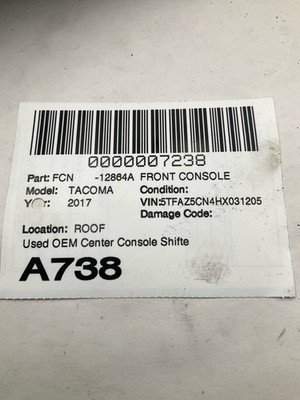 0000007238
Part: FCN -12864A FRONT CONSOLE
Model: TACOMA Condition:
Year: 2017 VIN:5TFAZ5CN4HX031205
Damage Code:
Location: ROOF
Used OEM Center Console Shifte
A738